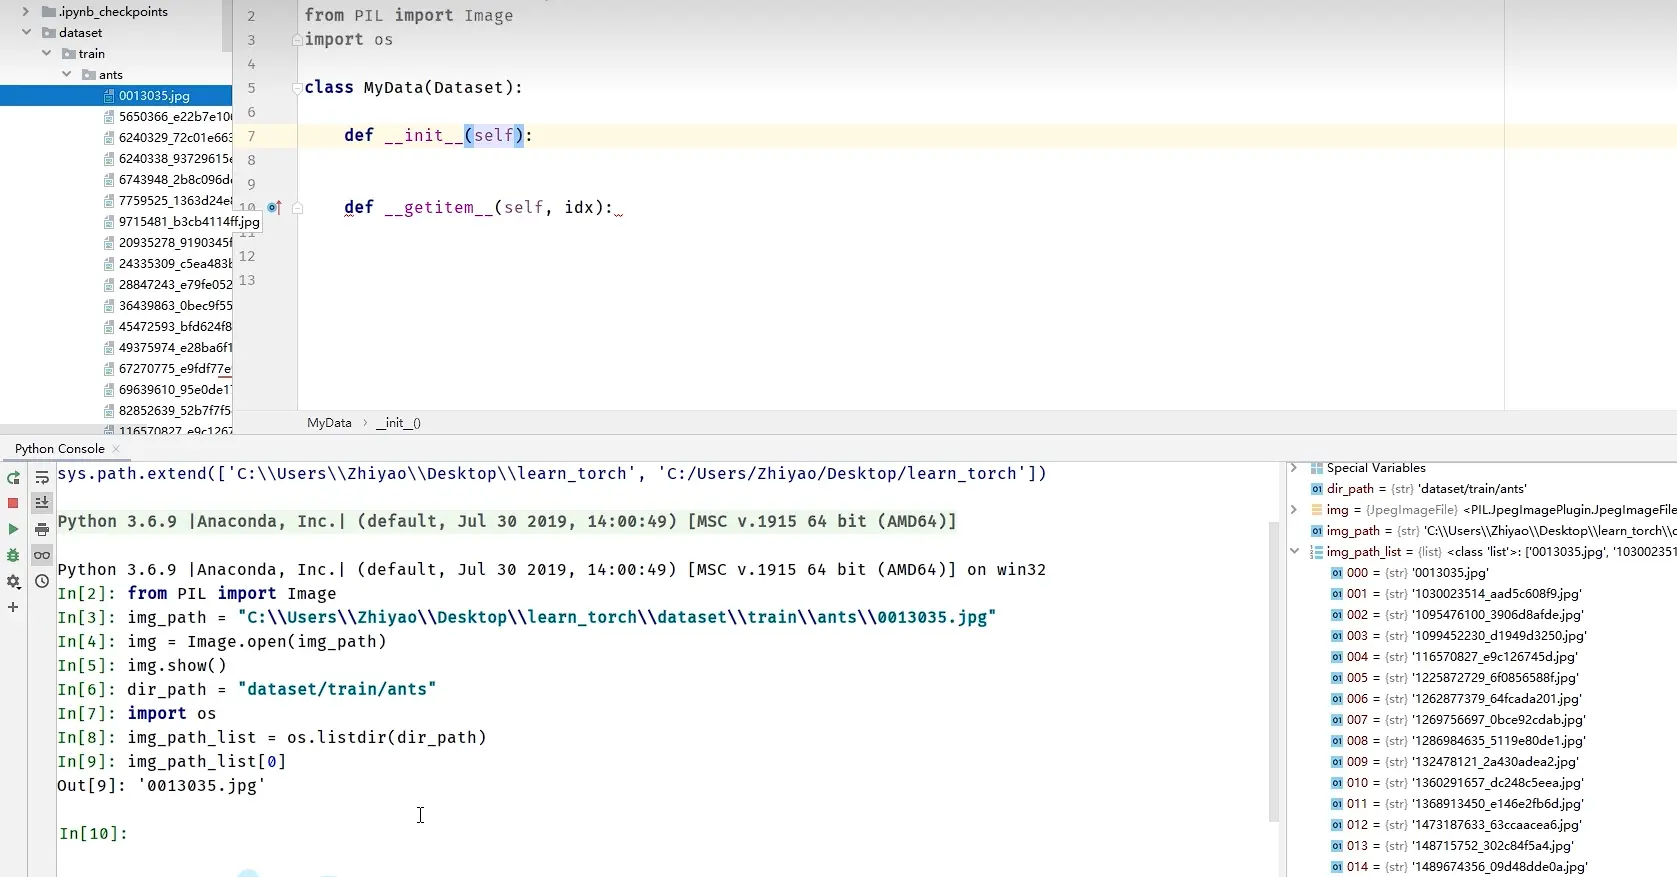 .ipynb_checkpoints
dataset
train
ants
0013035.jpg
5650366_e22b7e10
6240329_72c01e663
6240338_93729615
6743948_2b8c096d
7759525_1363d24e
9715481_b3cb4114ff.jpg
20935278_9190345f
24335309_c5ea483b
28847243_e79fe052
36439863_0bec9f55
45472593_bfd624f8
49375974_e28ba6f1
67270775_e9fdf77e
69639610_95e0de1
82852639_52b7f7f5
116570827_e9c1267
2 from PIL import Image
3 import os
4
5 class MyData(Dataset):
6
7 def __init__(self):
8
9
10 def __getitem__(self, idx):
11
12
13
MyData › __init__()
Python Console ×
sys.path.extend(['C:\\Users\\Zhiyao\\Desktop\\learn_torch', 'C:/Users/Zhiyao/Desktop/learn_torch'])
Python 3.6.9 |Anaconda, Inc.| (default, Jul 30 2019, 14:00:49) [MSC v.1915 64 bit (AMD64)]
Python 3.6.9 |Anaconda, Inc.| (default, Jul 30 2019, 14:00:49) [MSC v.1915 64 bit (AMD64)] on win32
In[2]: from PIL import Image
In[3]: img_path = "C:\\Users\\Zhiyao\\Desktop\\learn_torch\\dataset\\train\\ants\\0013035.jpg"
In[4]: img = Image.open(img_path)
In[5]: img.show()
In[6]: dir_path = "dataset/train/ants"
In[7]: import os
In[8]: img_path_list = os.listdir(dir_path)
In[9]: img_path_list[0]
Out[9]: '0013035.jpg'
In[10]:
Special Variables
dir_path = {str} 'dataset/train/ants'
img = {JpegImageFile} <PIL.JpegImagePlugin.JpegImageFile
img_path = {str} 'C:\\Users\\Zhiyao\\Desktop\\learn_torch\\
img_path_list = {list} <class 'list'>: ['0013035.jpg', '103002351
000 = {str} '0013035.jpg'
001 = {str} '1030023514_aad5c608f9.jpg'
002 = {str} '1095476100_3906d8afde.jpg'
003 = {str} '1099452230_d1949d3250.jpg'
004 = {str} '116570827_e9c126745d.jpg'
005 = {str} '1225872729_6f0856588f.jpg'
006 = {str} '1262877379_64fcada201.jpg'
007 = {str} '1269756697_0bce92cdab.jpg'
008 = {str} '1286984635_5119e80de1.jpg'
009 = {str} '132478121_2a430adea2.jpg'
010 = {str} '1360291657_dc248c5eea.jpg'
011 = {str} '1368913450_e146e2fb6d.jpg'
012 = {str} '1473187633_63ccaacea6.jpg'
013 = {str} '148715752_302c84f5a4.jpg'
014 = {str} '1489674356_09d48dde0a.jpg'